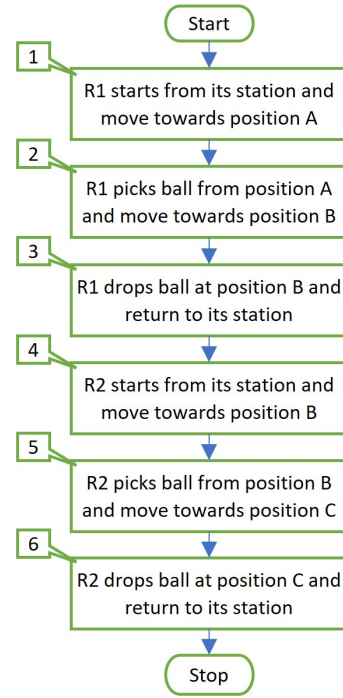 Start
1
R1 starts from its station and
move towards position A
2
R1 picks ball from position A
and move towards position B
3
R1 drops ball at position B and
return to its station
4
R2 starts from its station and
move towards position B
5
R2 picks ball from position B
and move towards position C
6
R2 drops ball at position C and
return to its station
Stop